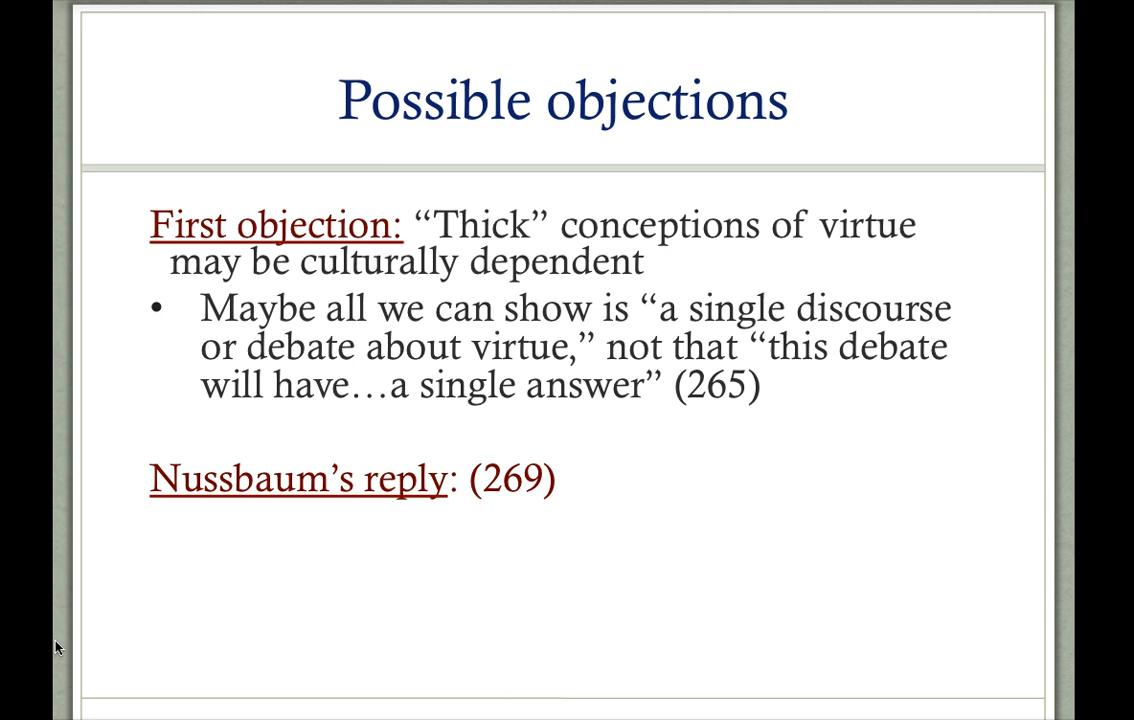 Possible objections
First objection: “Thick” conceptions of virtue
may be culturally dependent
• Maybe all we can show is “a single discourse
or debate about virtue,” not that “this debate
will have…a single answer” (265)
Nussbaum’s reply: (269)